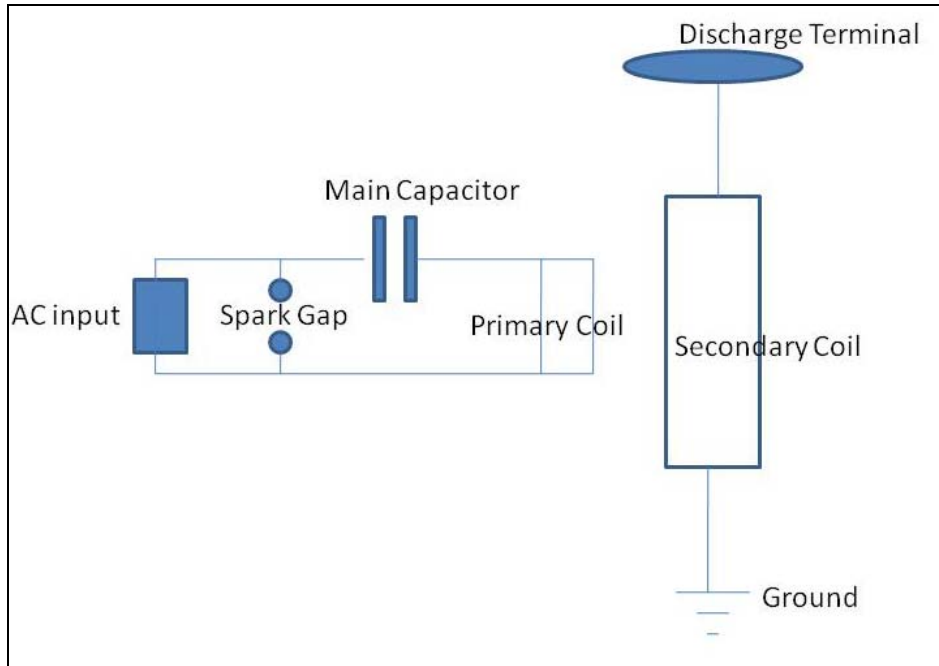 Discharge Terminal
Main Capacitor
AC input
Spark Gap
Primary Coil
Secondary Coil
Ground